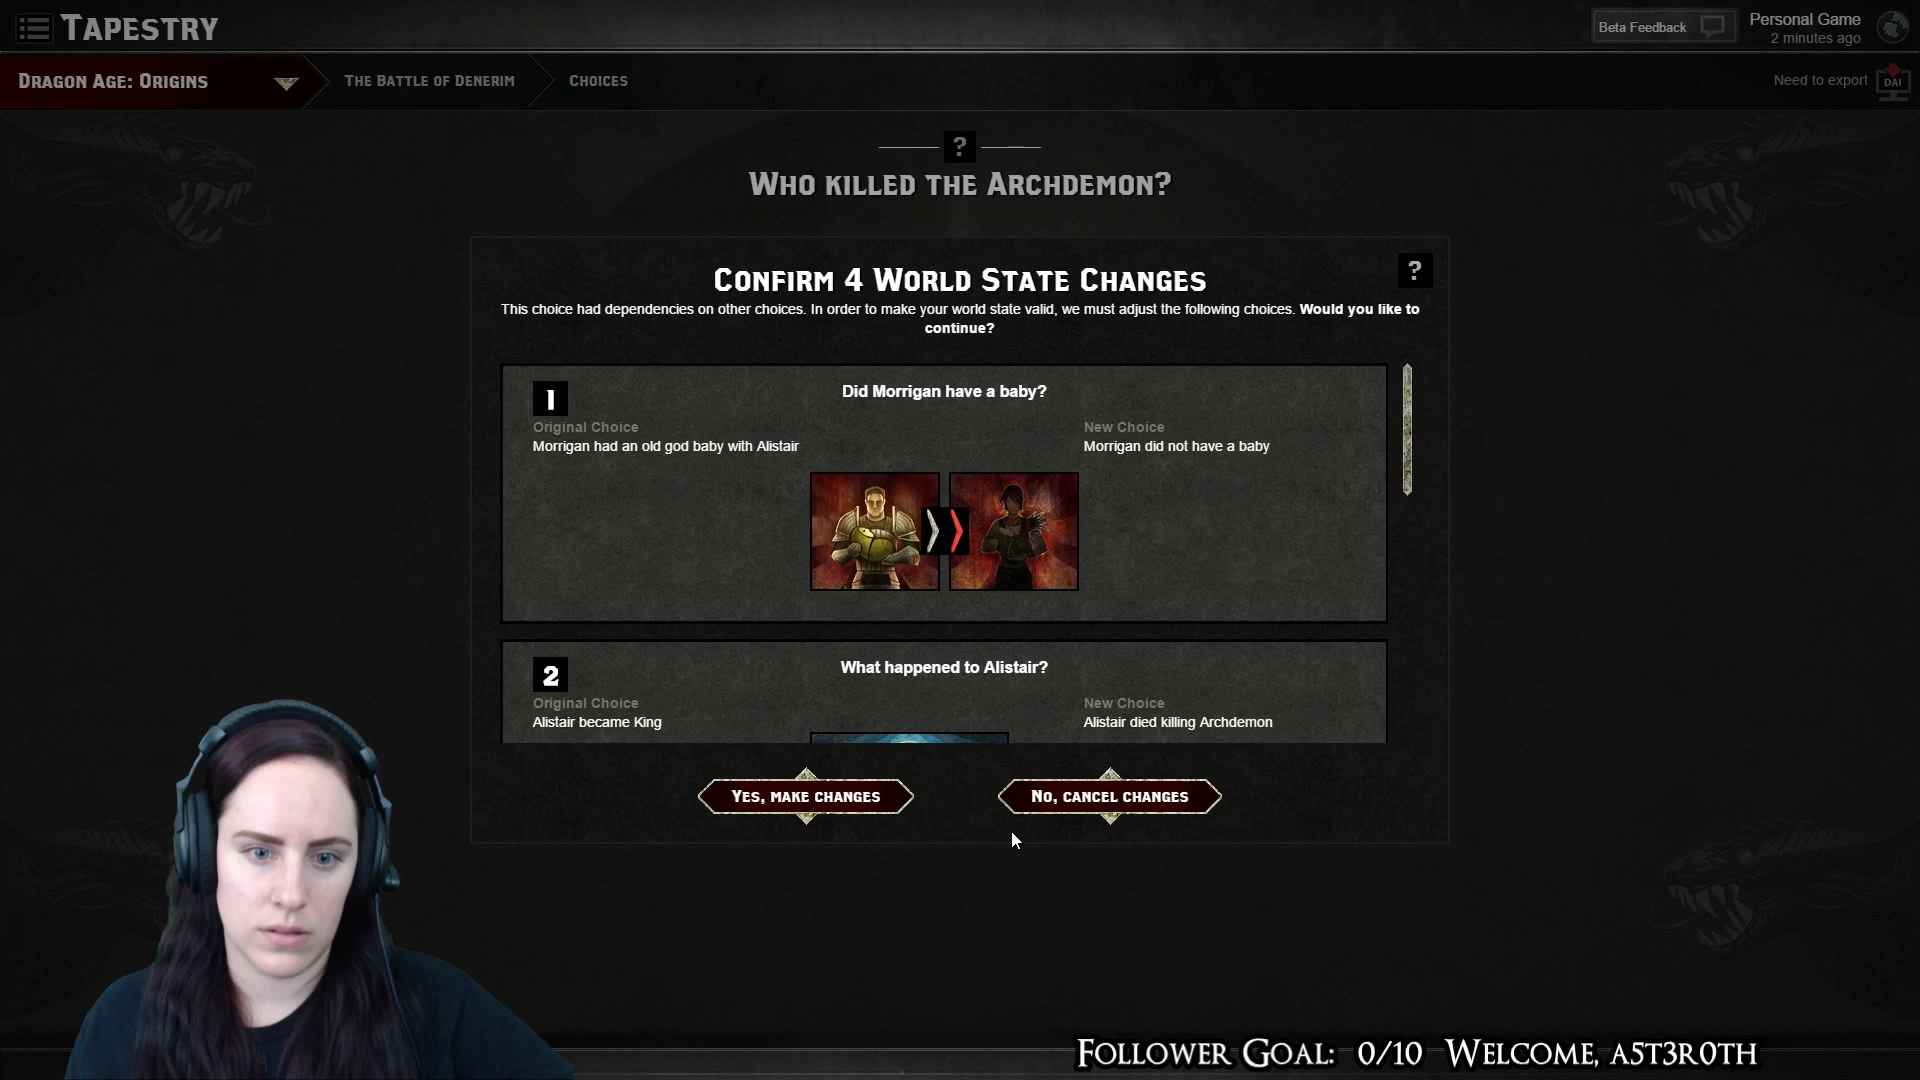 TAPESTRY
Beta Feedback
Personal Game
2 minutes ago
DRAGON AGE: ORIGINS
THE BATTLE OF DENERIM
CHOICES
Need to export
DAI
?
WHO KILLED THE ARCHDEMON?
?
CONFIRM 4 WORLD STATE CHANGES
This choice had dependencies on other choices. In order to make your world state valid, we must adjust the following choices. Would you like to
continue?
1
Did Morrigan have a baby?
Original Choice
New Choice
Morrigan had an old god baby with Alistair
Morrigan did not have a baby
2
What happened to Alistair?
Original Choice
New Choice
Alistair became King
Alistair died killing Archdemon
YES, MAKE CHANGES
NO, CANCEL CHANGES
FOLLOWER GOAL: 0/10 WELCOME, A5T3R0TH